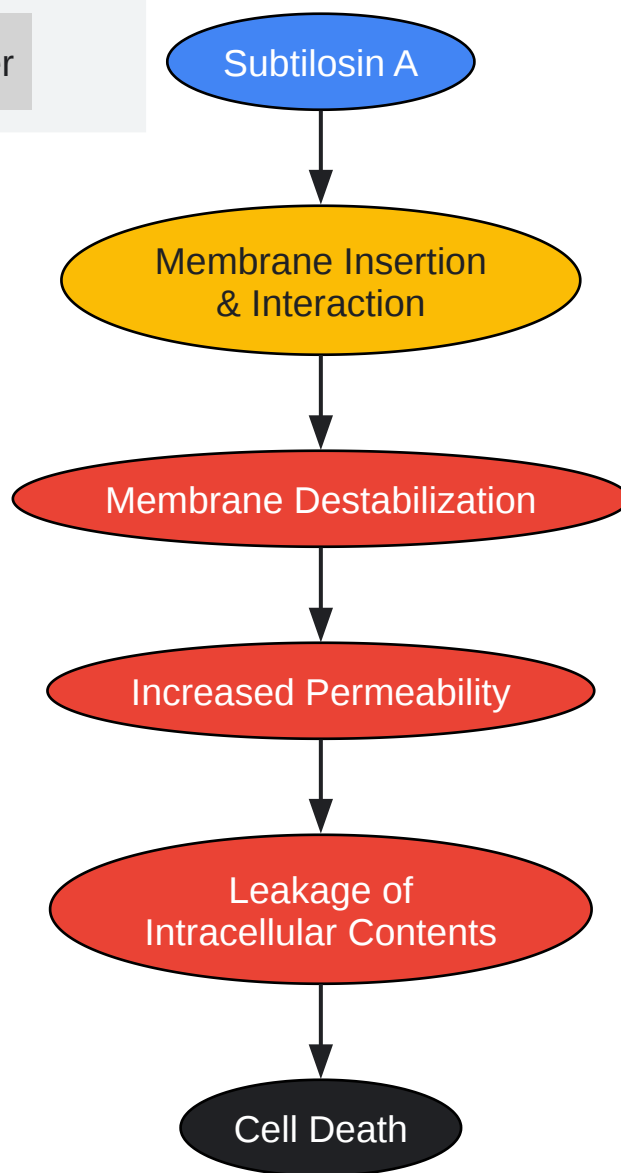 Subtilosin A
Membrane Insertion
& Interaction
Membrane Destabilization
Increased Permeability
Leakage of
Intracellular Contents
Cell Death